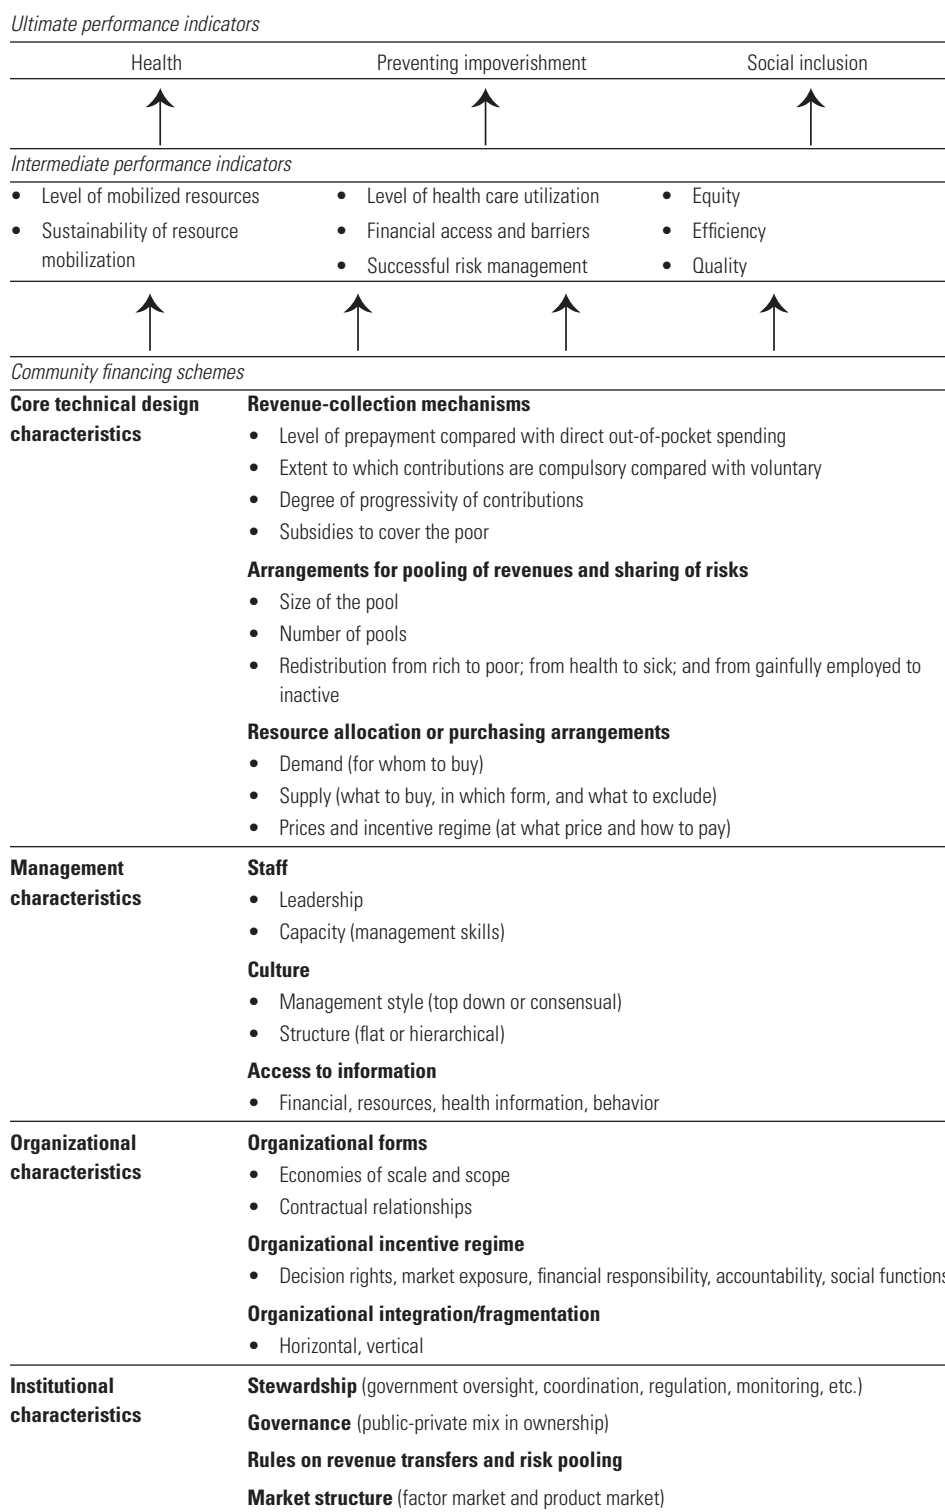 Ultimate performance indicators
Health Preventing impoverishment Social inclusion
Intermediate performance indicators
• Level of mobilized resources
• Sustainability of resource
mobilization
• Level of health care utilization
• Financial access and barriers
• Successful risk management
• Equity
• Efficiency
• Quality
Community financing schemes
Core technical design
characteristics
Revenue-collection mechanisms
• Level of prepayment compared with direct out-of-pocket spending
• Extent to which contributions are compulsory compared with voluntary
• Degree of progressivity of contributions
• Subsidies to cover the poor
Arrangements for pooling of revenues and sharing of risks
• Size of the pool
• Number of pools
• Redistribution from rich to poor; from health to sick; and from gainfully employed to
inactive
Resource allocation or purchasing arrangements
• Demand (for whom to buy)
• Supply (what to buy, in which form, and what to exclude)
• Prices and incentive regime (at what price and how to pay)
Management
characteristics
Staff
• Leadership
• Capacity (management skills)
Culture
• Management style (top down or consensual)
• Structure (flat or hierarchical)
Access to information
• Financial, resources, health information, behavior
Organizational
characteristics
Organizational forms
• Economies of scale and scope
• Contractual relationships
Organizational incentive regime
• Decision rights, market exposure, financial responsibility, accountability, social functions
Organizational integration/fragmentation
• Horizontal, vertical
Institutional
characteristics
Stewardship (government oversight, coordination, regulation, monitoring, etc.)
Governance (public-private mix in ownership)
Rules on revenue transfers and risk pooling
Market structure (factor market and product market)